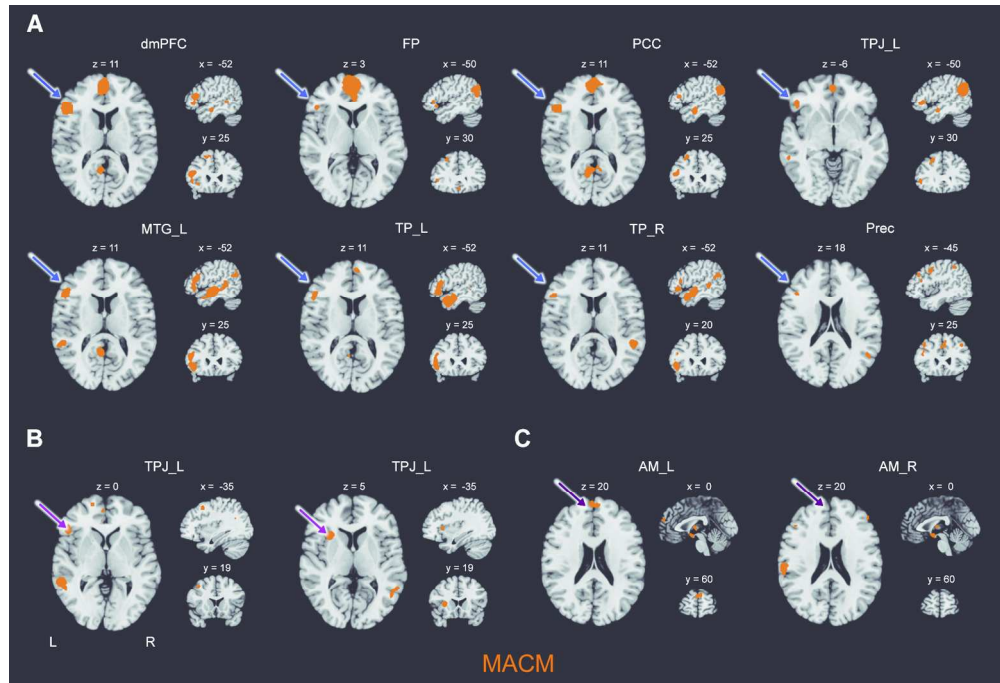 A
dmPFC
FP
PCC
TPJ_L
z = 11
x = -52
z = 3
x = -50
z = 11
x = -52
z = -6
x = -50
y = 25
y = 30
y = 25
y = 30
MTG_L
TP_L
TP_R
Prec
z = 11
x = -52
z = 11
x = -52
z = 11
x = -52
z = 18
x = -45
y = 25
y = 25
y = 20
y = 25
B
C
TPJ_L
TPJ_L
AM_L
AM_R
z = 0
x = -35
z = 5
x = -35
z = 20
x = 0
z = 20
x = 0
y = 19
y = 19
y = 60
y = 60
L
R
MACM